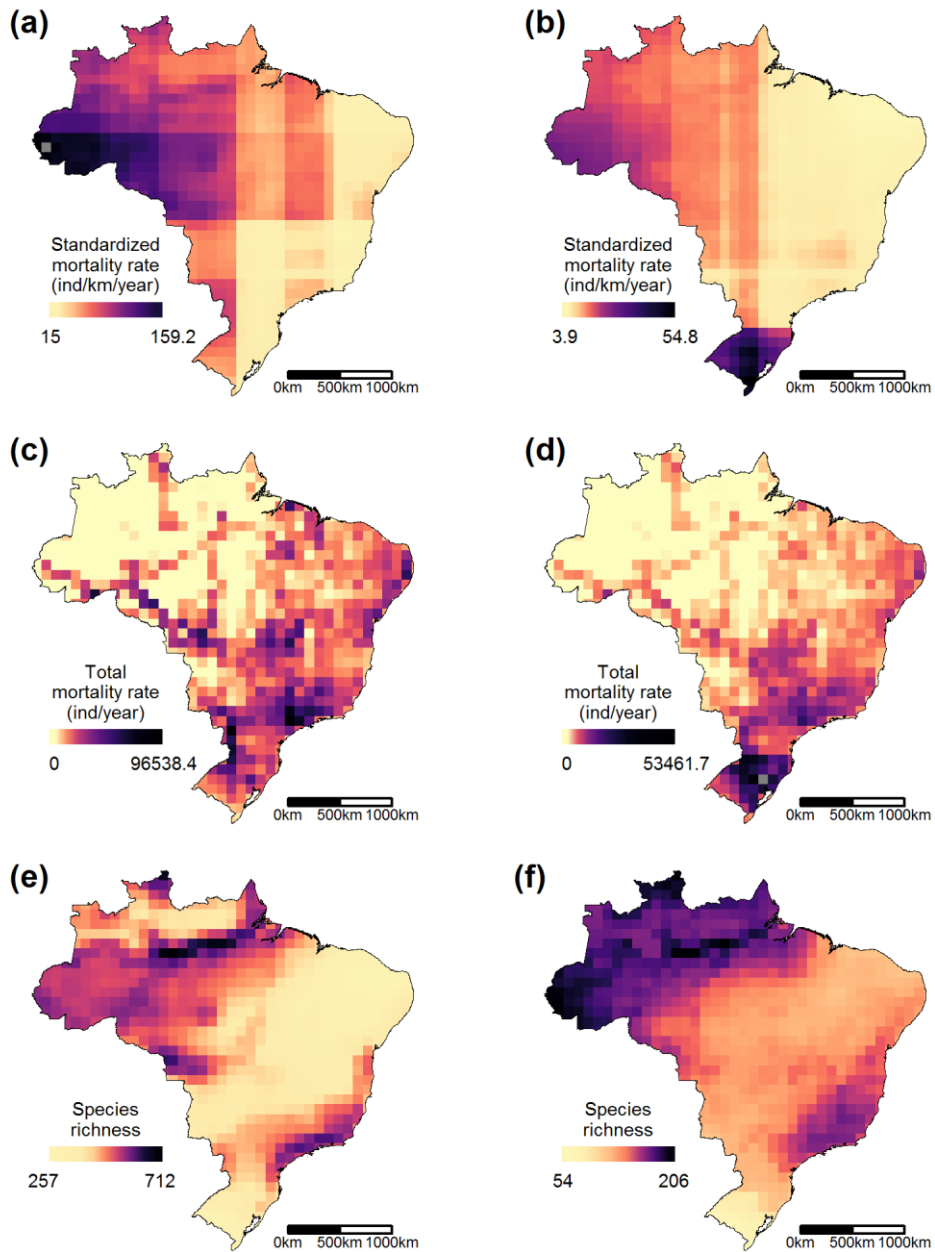 (a)
Standardized
mortality rate
(ind/km/year)
15 159.2
0km 500km 1000km
(b)
Standardized
mortality rate
(ind/km/year)
3.9 54.8
0km 500km 1000km
(c)
Total
mortality rate
(ind/year)
0 96538.4
0km 500km 1000km
(d)
Total
mortality rate
(ind/year)
0 53461.7
0km 500km 1000km
(e)
Species
richness
257 712
0km 500km 1000km
(f)
Species
richness
54 206
0km 500km 1000km